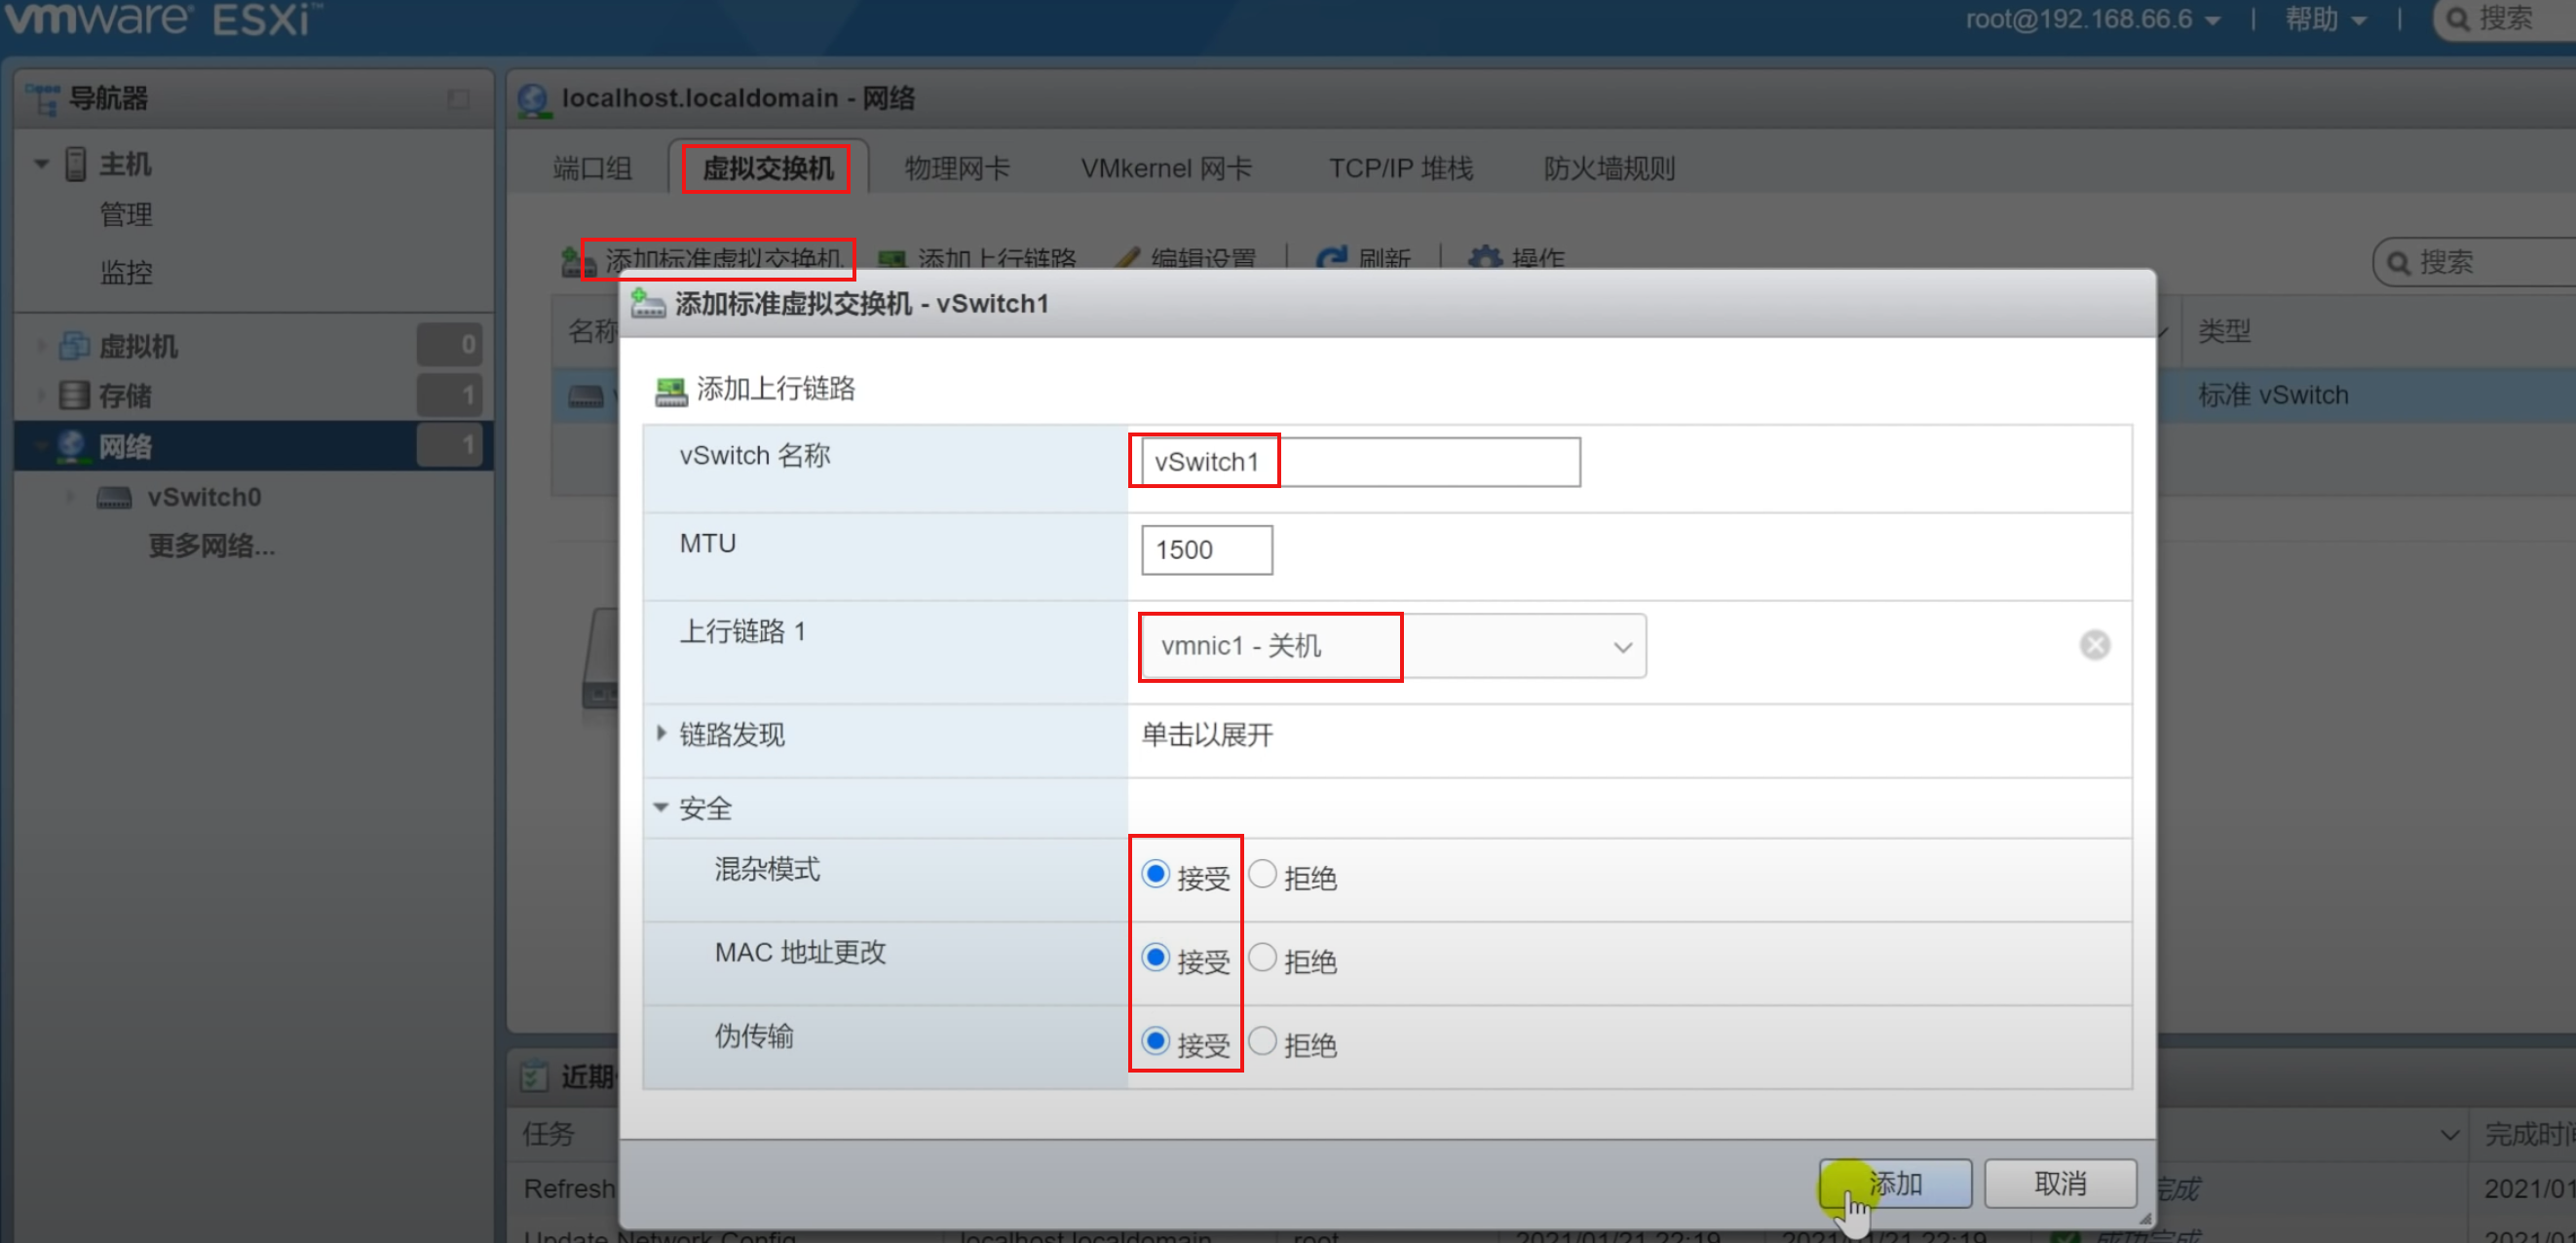 vmware ESXi™
root@192.168.66.6 | 帮助 | 搜索
导航器
localhost.localdomain - 网络
主机
管理
监控
虚拟机 0
存储 1
网络 1
vSwitch0
更多网络...
端口组 虚拟交换机 物理网卡 VMkernel 网卡 TCP/IP 堆栈 防火墙规则
添加标准虚拟交换机 添加上行链路 编辑设置 | 刷新 | 操作
搜索
名称 类型
标准 vSwitch
添加标准虚拟交换机 - vSwitch1
添加上行链路
vSwitch 名称 vSwitch1
MTU 1500
上行链路 1 vmnic1 - 关机
链路发现 单击以展开
安全
混杂模式 接受 拒绝
MAC 地址更改 接受 拒绝
伪传输 接受 拒绝
添加 取消
近期
任务 完成时间
Refresh 完成 2021/01
Update Network Config localhost.localdomain root 2021/01/21 22:19 2021/01/21 22:19 成功完成 2021/01